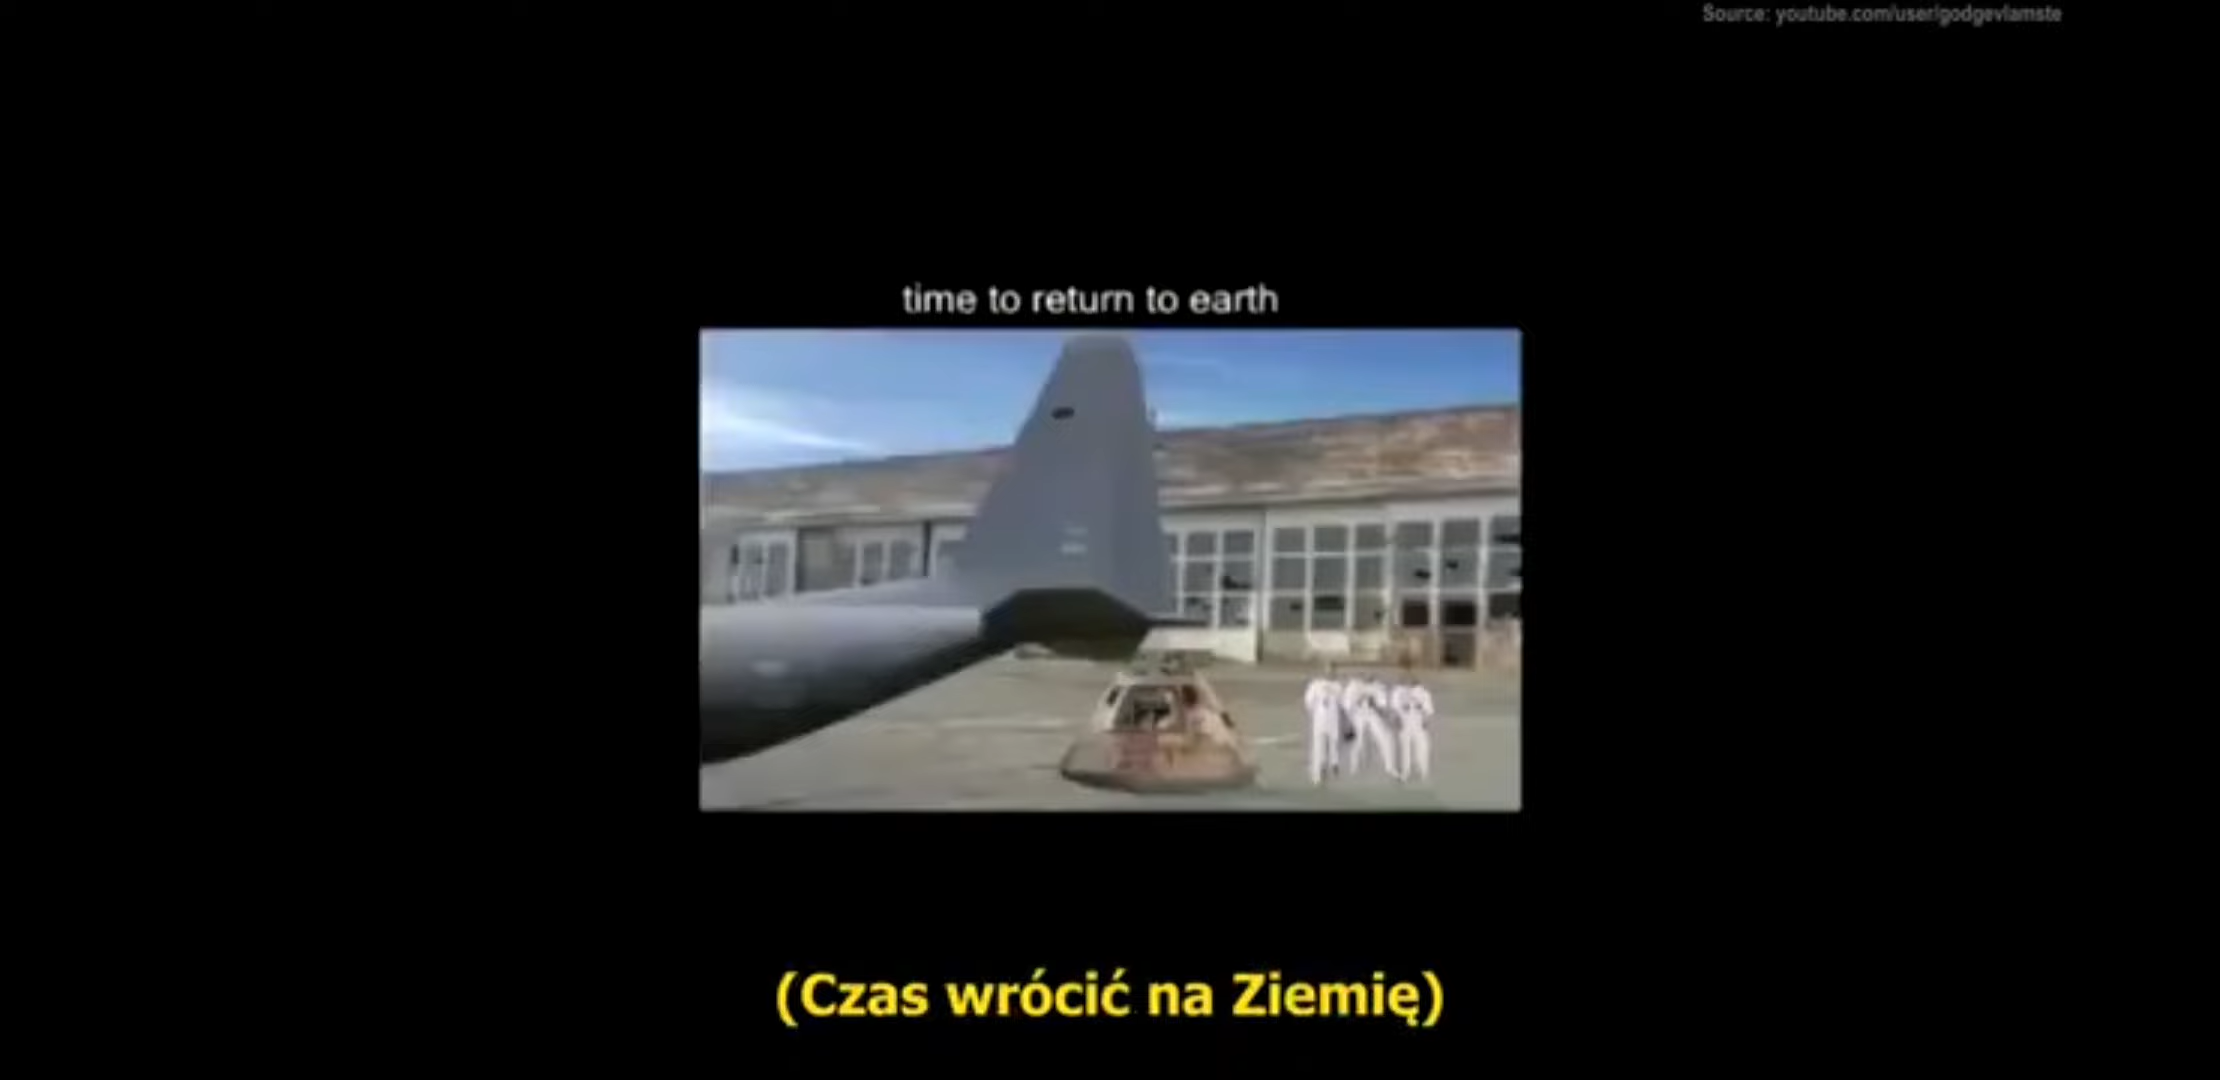 Source: youtube.com/user/godgevlamste
time to return to earth
(Czas wrócić na Ziemię)